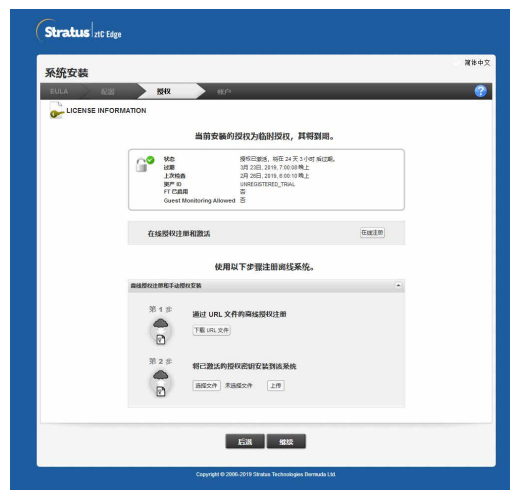 Stratus ztC Edge
简体中文
系统安装
EULA 配置 授权 帐户
LICENSE INFORMATION
当前安装的授权为临时授权，其将到期。
状态 授权已激活，将在 24 天 3 小时 后过期。
过期 3月 23日, 2019, 7:00:00 晚上
上次检查 2月 26日, 2019, 6:00:10 晚上
资产 ID UNREGISTERED_TRIAL
FT 已启用 否
Guest Monitoring Allowed 否
在线授权注册和激活 在线注册
使用以下步骤注册离线系统。
离线授权注册和手动授权安装
第 1 步
通过 URL 文件的离线授权注册
下载 URL 文件
第 2 步
将已激活的授权密钥安装到该系统
选择文件 未选择文件 上传
后退 继续
Copyright © 2006-2019 Stratus Technologies Bermuda Ltd.